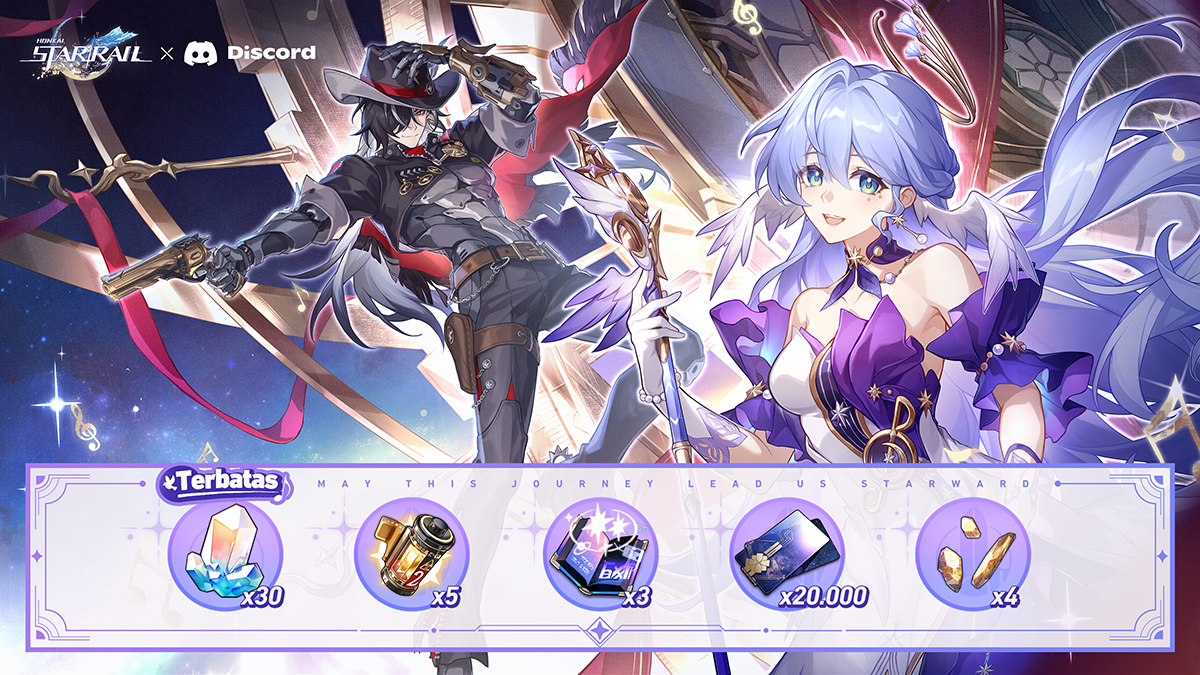 HONKAI
STAR RAIL × Discord
Terbatas
MAY THIS JOURNEY LEAD US STARWARD
x30
x5
x3
x20.000
x4